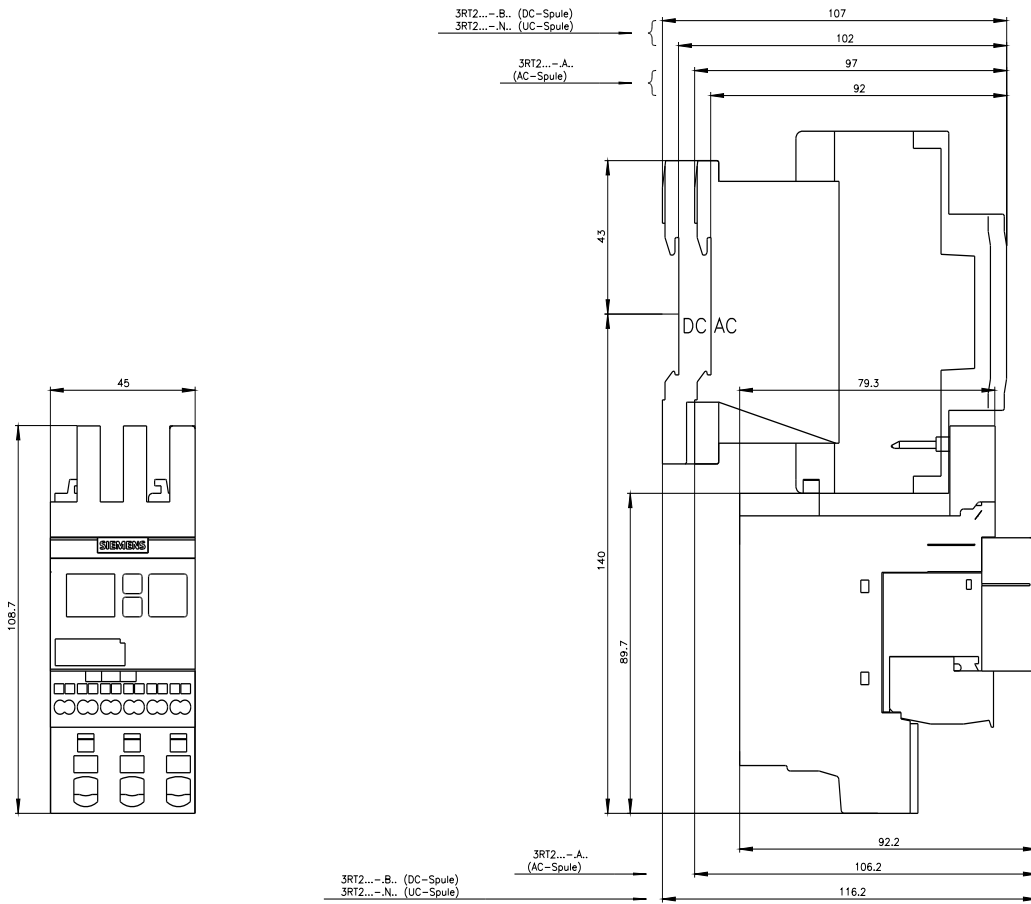 3RT2...-.B.. (DC-Spule)
3RT2...-.N.. (UC-Spule)
107
102
3RT2...-.A..
(AC-Spule)
97
92
43
DC AC
45
79.3
SIEMENS
108.7
140
89.7
92.2
3RT2...-.A..
(AC-Spule)
106.2
3RT2...-.B.. (DC-Spule)
3RT2...-.N.. (UC-Spule)
116.2